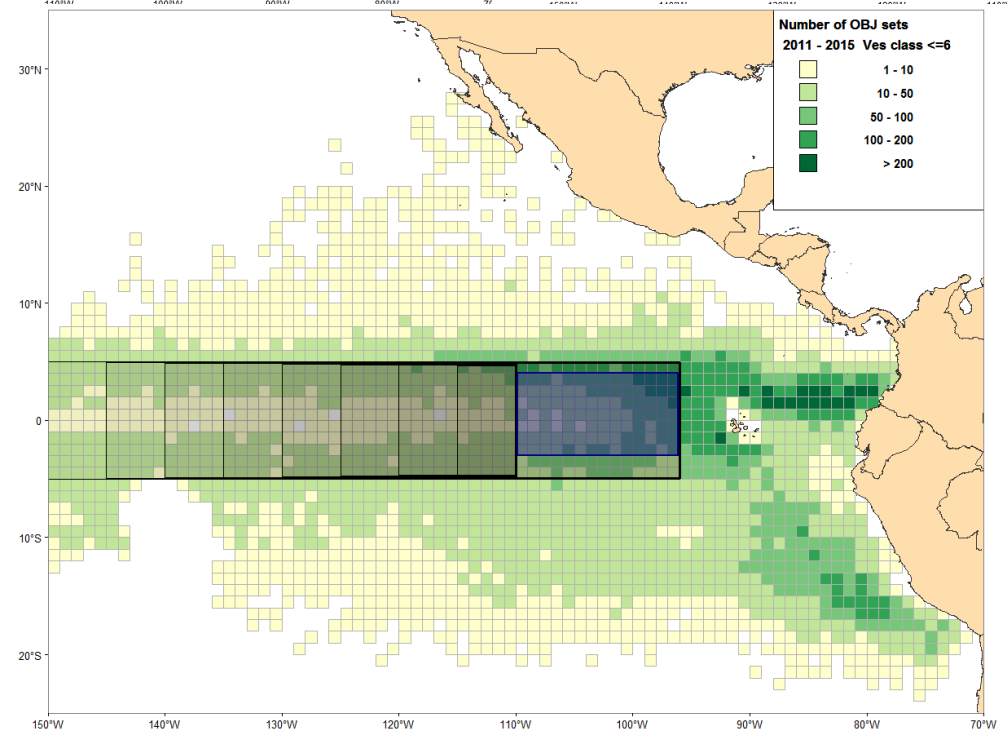 Number of OBJ sets
2011 - 2015 Ves class <=6
1 - 10
10 - 50
50 - 100
100 - 200
> 200
30°N
20°N
10°N
0
10°S
20°S
150°W 140°W 130°W 120°W 110°W 100°W 90°W 80°W 70°W